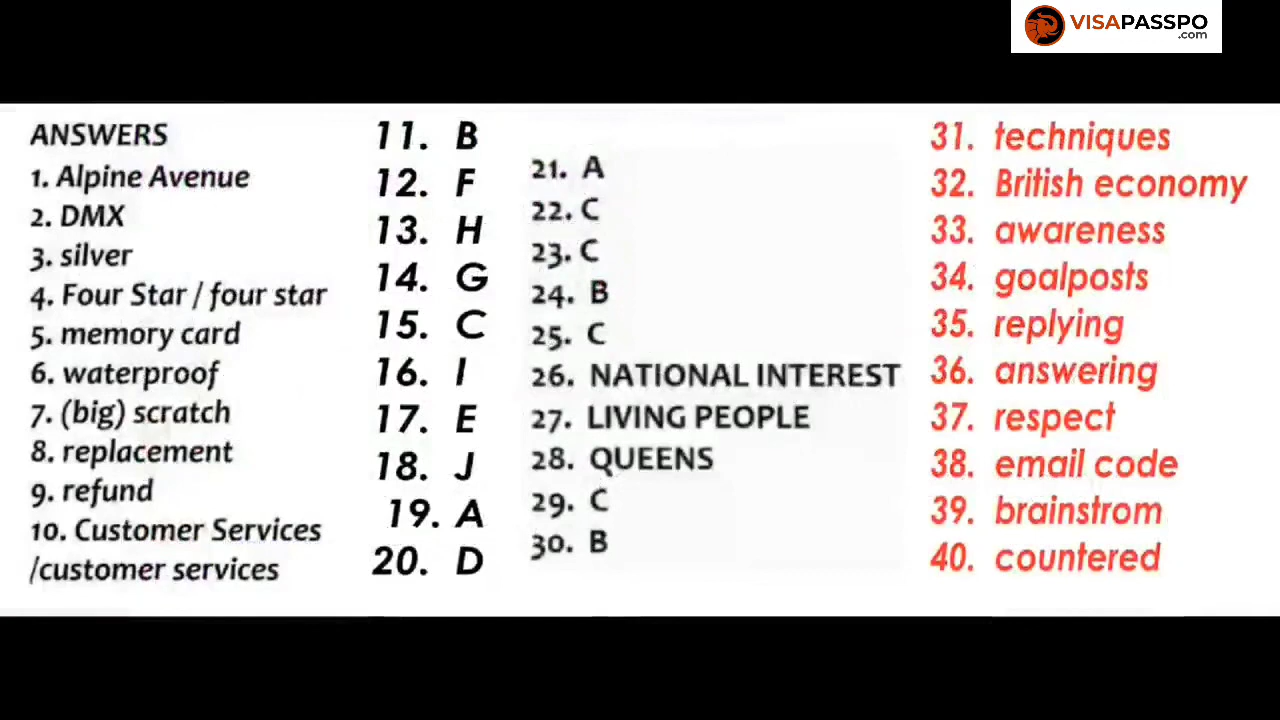 VISAPASSPO
.com
ANSWERS
1. Alpine Avenue
2. DMX
3. silver
4. Four Star / four star
5. memory card
6. waterproof
7. (big) scratch
8. replacement
9. refund
10. Customer Services
/customer services
11. B
12. F
13. H
14. G
15. C
16. I
17. E
18. J
19. A
20. D
21. A
22. C
23. C
24. B
25. C
26. NATIONAL INTEREST
27. LIVING PEOPLE
28. QUEENS
29. C
30. B
31. techniques
32. British economy
33. awareness
34. goalposts
35. replying
36. answering
37. respect
38. email code
39. brainstrom
40. countered